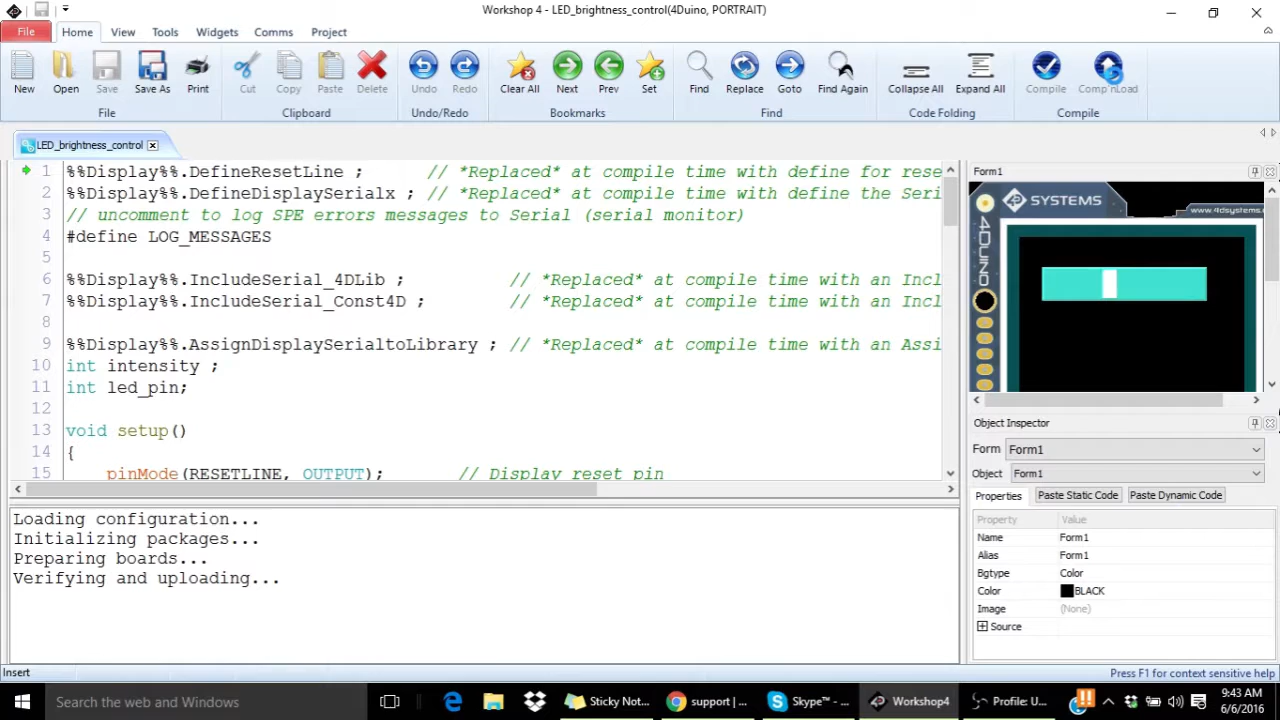 Workshop 4 - LED_brightness_control(4Duino, PORTRAIT)
File Home View Tools Widgets Comms Project
New Open Save Save As Print Cut Copy Paste Delete Undo Redo Clear All Next Prev Set Find Replace Goto Find Again Collapse All Expand All Compile Comp'nLoad
File Clipboard Undo/Redo Bookmarks Find Code Folding Compile
LED_brightness_control
1 %%Display%%.DefineResetLine ; // *Replaced* at compile time with define for rese
2 %%Display%%.DefineDisplaySerialx ; // *Replaced* at compile time with define the Seri
3 // uncomment to log SPE errors messages to Serial (serial monitor)
4 #define LOG_MESSAGES
5
6 %%Display%%.IncludeSerial_4DLib ; // *Replaced* at compile time with an Incl
7 %%Display%%.IncludeSerial_Const4D ; // *Replaced* at compile time with an Incl
8
9 %%Display%%.AssignDisplaySerialtoLibrary ; // *Replaced* at compile time with an Assi
10 int intensity ;
11 int led_pin;
12
13 void setup()
14 {
15 pinMode(RESETLINE, OUTPUT); // Display reset pin
Loading configuration...
Initializing packages...
Preparing boards...
Verifying and uploading...
Form1
SYSTEMS
www.4dsystems.
4DUINO
Object Inspector
Form Form1
Object Form1
Properties Paste Static Code Paste Dynamic Code
Property Value
Name Form1
Alias Form1
Bgtype Color
Color BLACK
Image (None)
Source
Insert Press F1 for context sensitive help
Search the web and Windows Sticky Not... support | ... Skype™ - ... Workshop4 Profile: U... 9:43 AM
6/6/2016